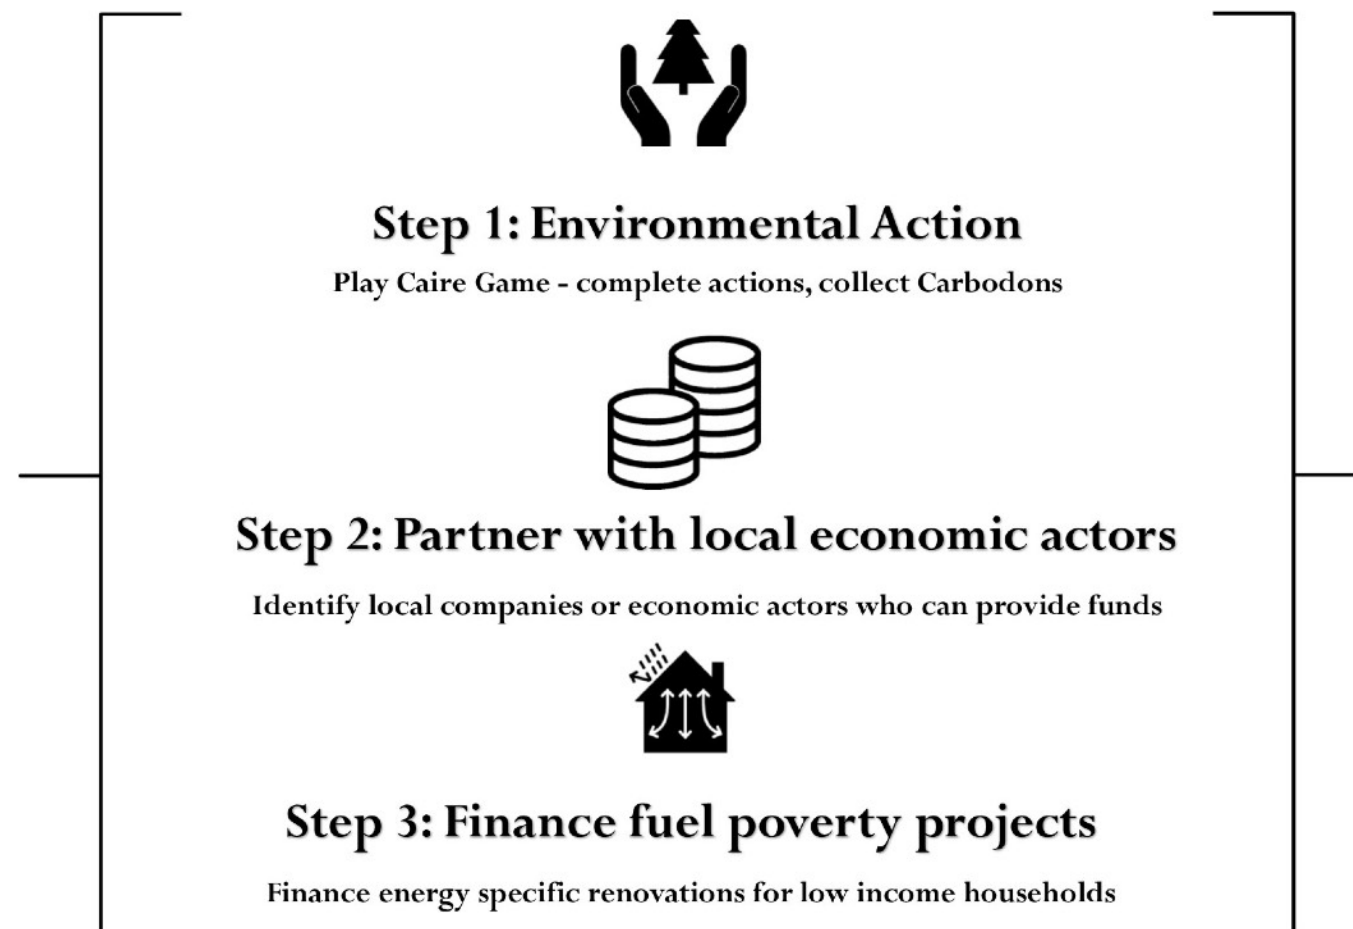 Step 1: Environmental Action
Play Caire Game - complete actions, collect Carbodons
Step 2: Partner with local economic actors
Identify local companies or economic actors who can provide funds
Step 3: Finance fuel poverty projects
Finance energy specific renovations for low income households